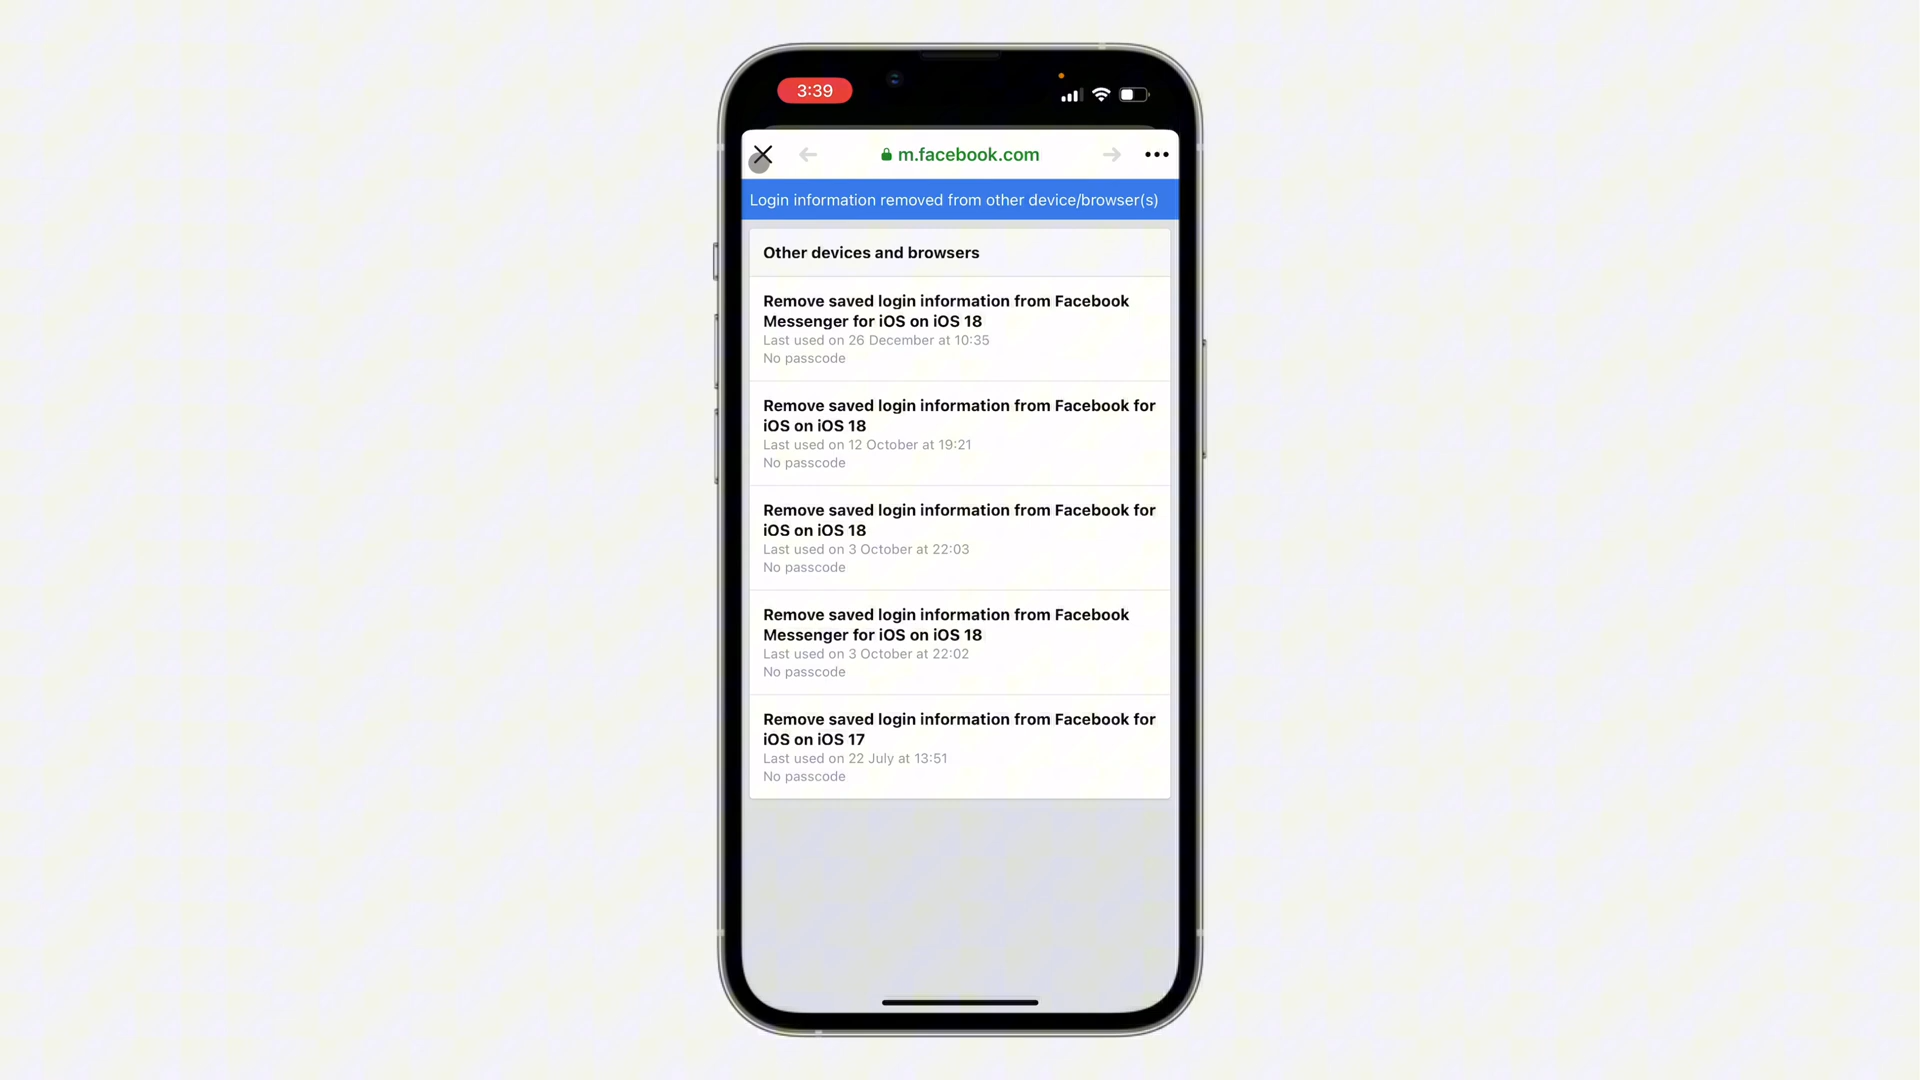 3:39
m.facebook.com
Login information removed from other device/browser(s)
Other devices and browsers
Remove saved login information from Facebook
Messenger for iOS on iOS 18
Last used on 26 December at 10:35
No passcode
Remove saved login information from Facebook for
iOS on iOS 18
Last used on 12 October at 19:21
No passcode
Remove saved login information from Facebook for
iOS on iOS 18
Last used on 3 October at 22:03
No passcode
Remove saved login information from Facebook
Messenger for iOS on iOS 18
Last used on 3 October at 22:02
No passcode
Remove saved login information from Facebook for
iOS on iOS 17
Last used on 22 July at 13:51
No passcode